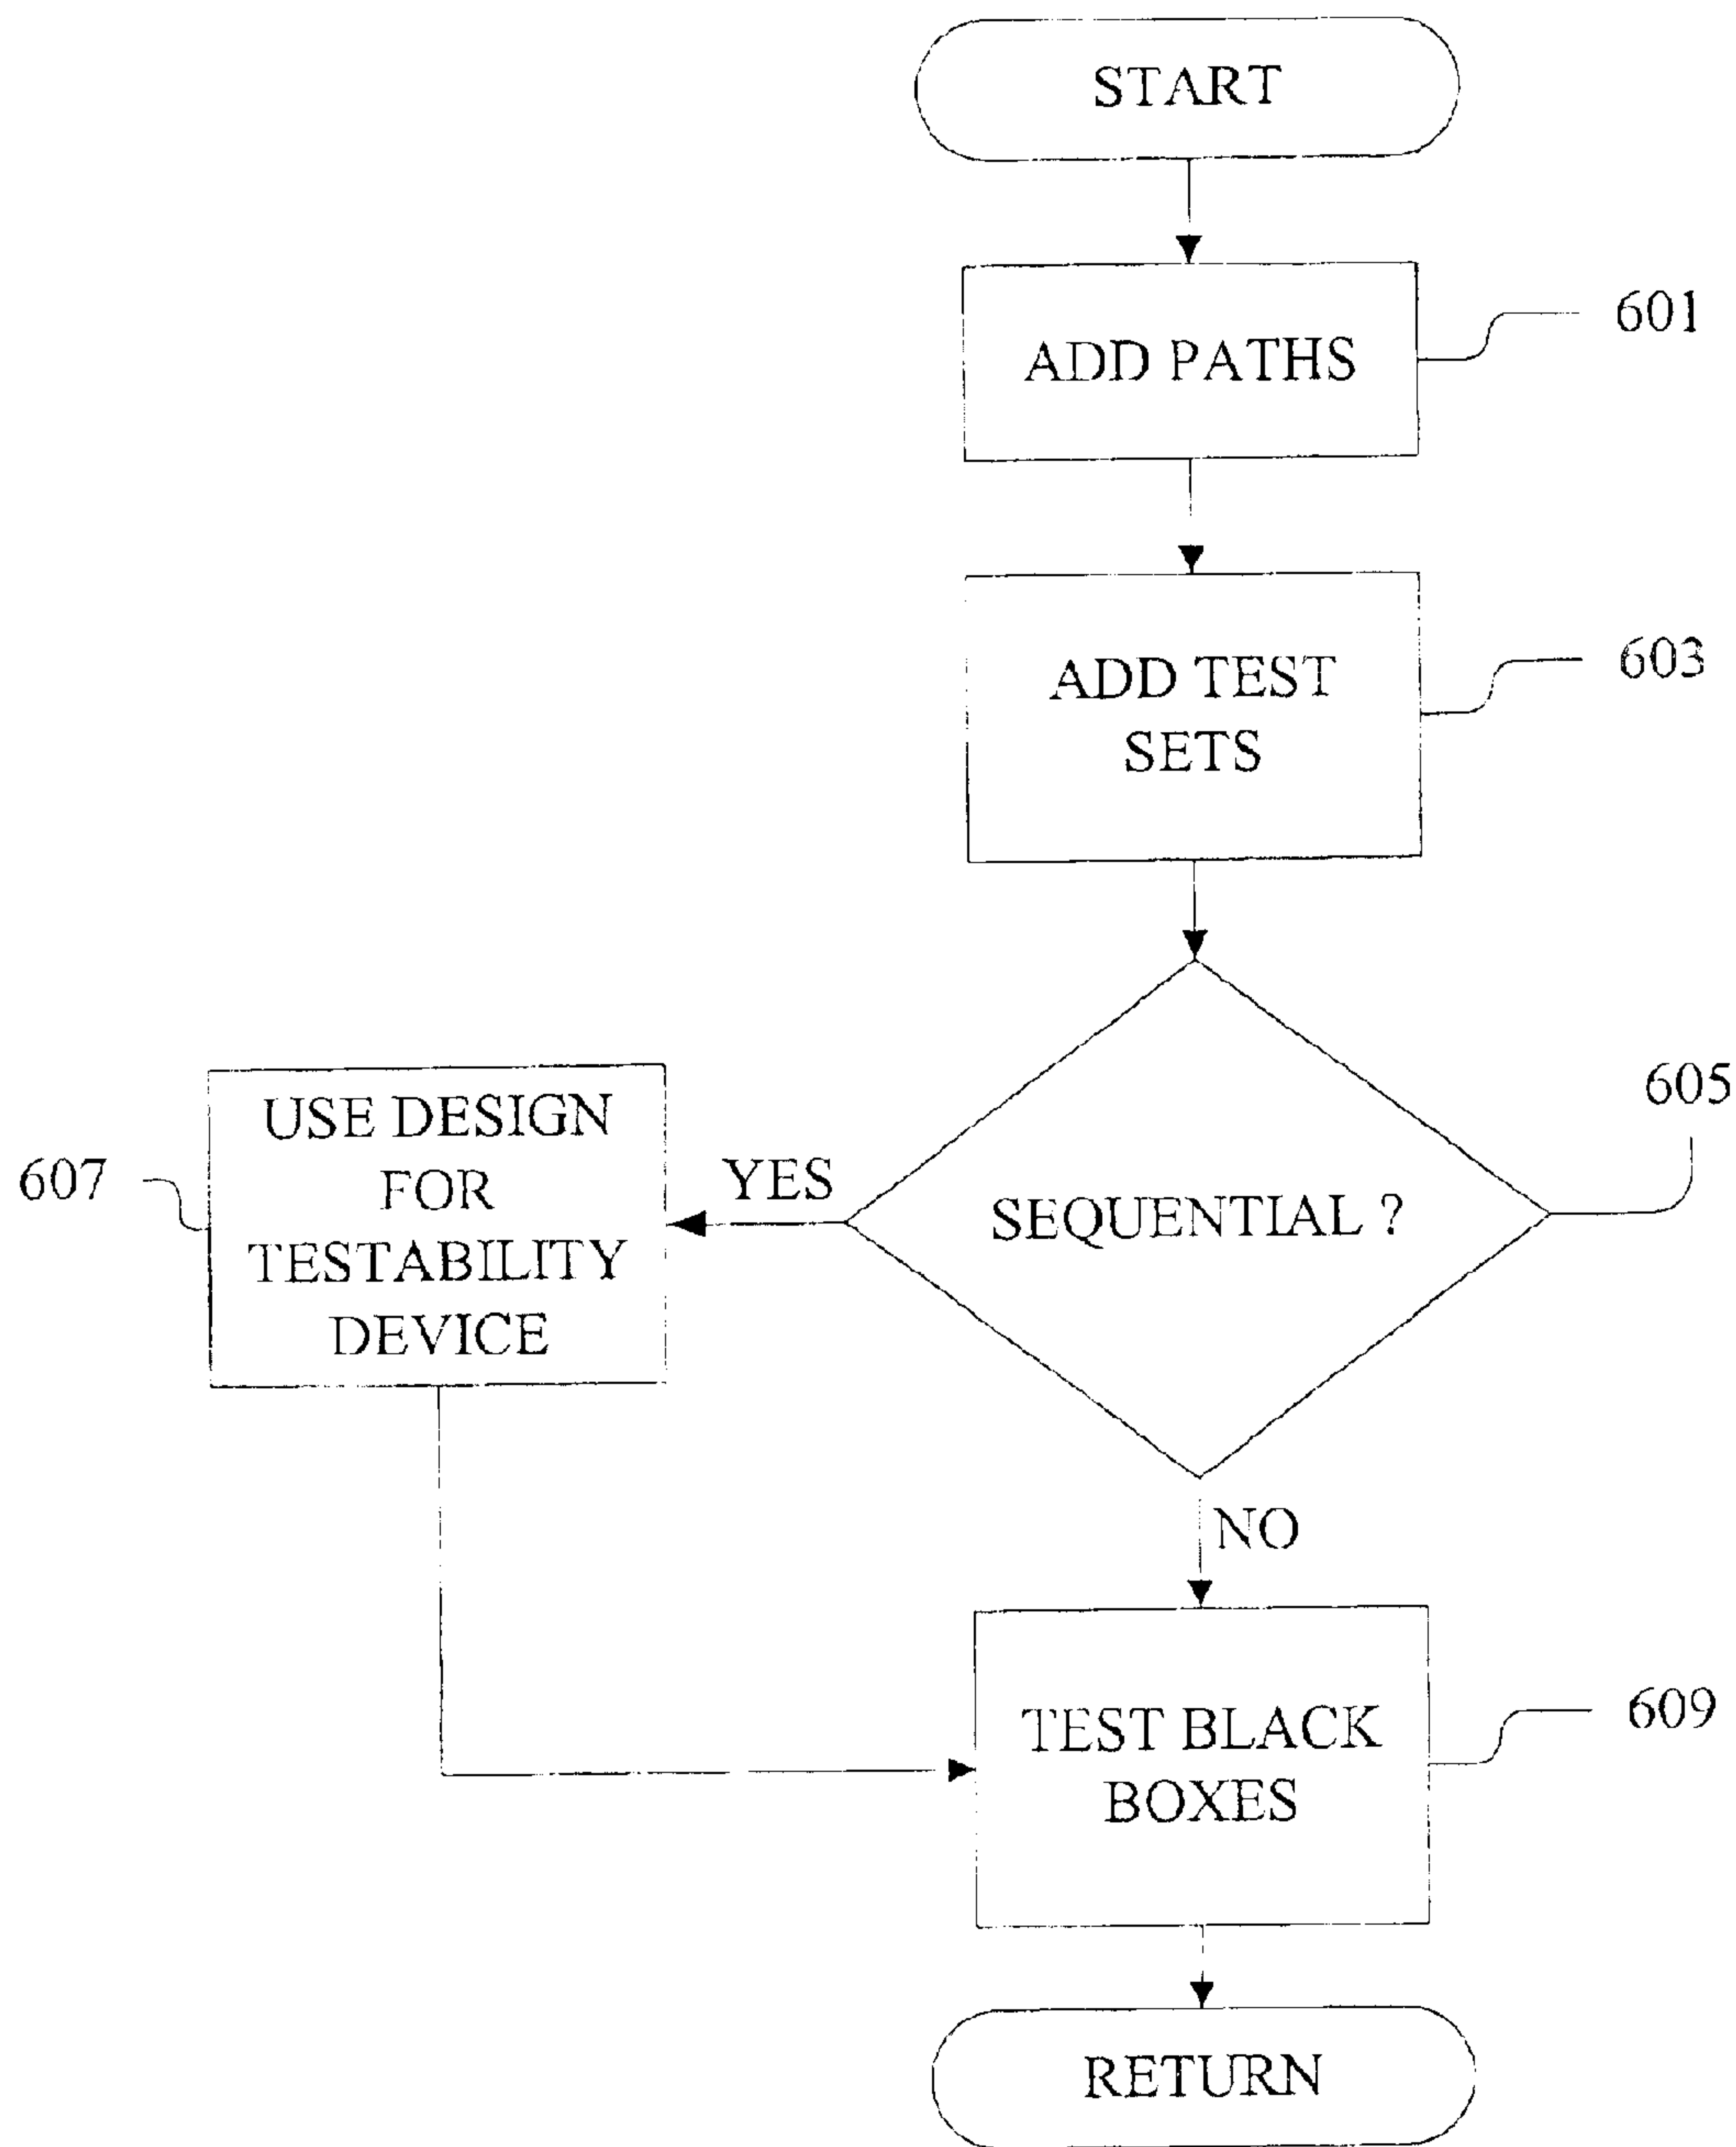 START
ADD PATHS
601
ADD TEST
SETS
603
605
SEQUENTIAL ?
YES
USE DESIGN
FOR
TESTABILITY
DEVICE
607
NO
TEST BLACK
BOXES
609
RETURN